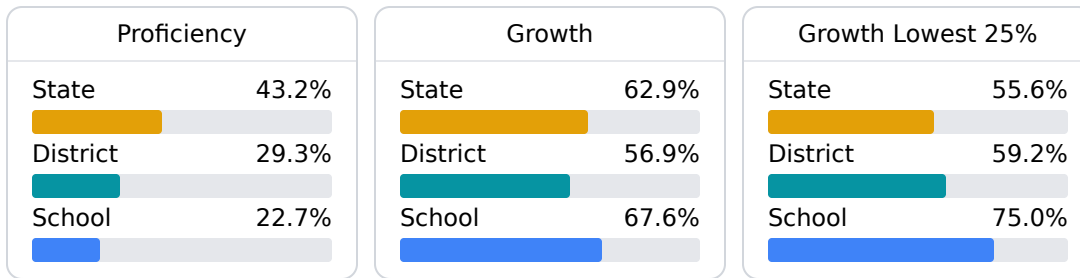 Proficiency
State 43.2%
District 29.3%
School 22.7%
Growth
State 62.9%
District 56.9%
School 67.6%
Growth Lowest 25%
State 55.6%
District 59.2%
School 75.0%